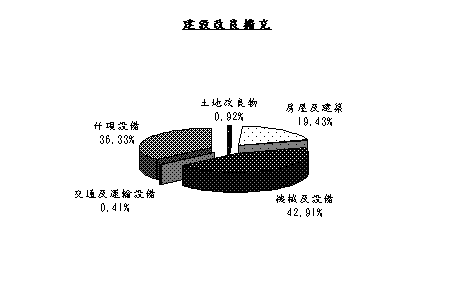 建設改良擴充
土地改良物
0.92%
房屋及建築
19.43%
什項設備
36.33%
交通及運輸設備
0.41%
機械及設備
42.91%